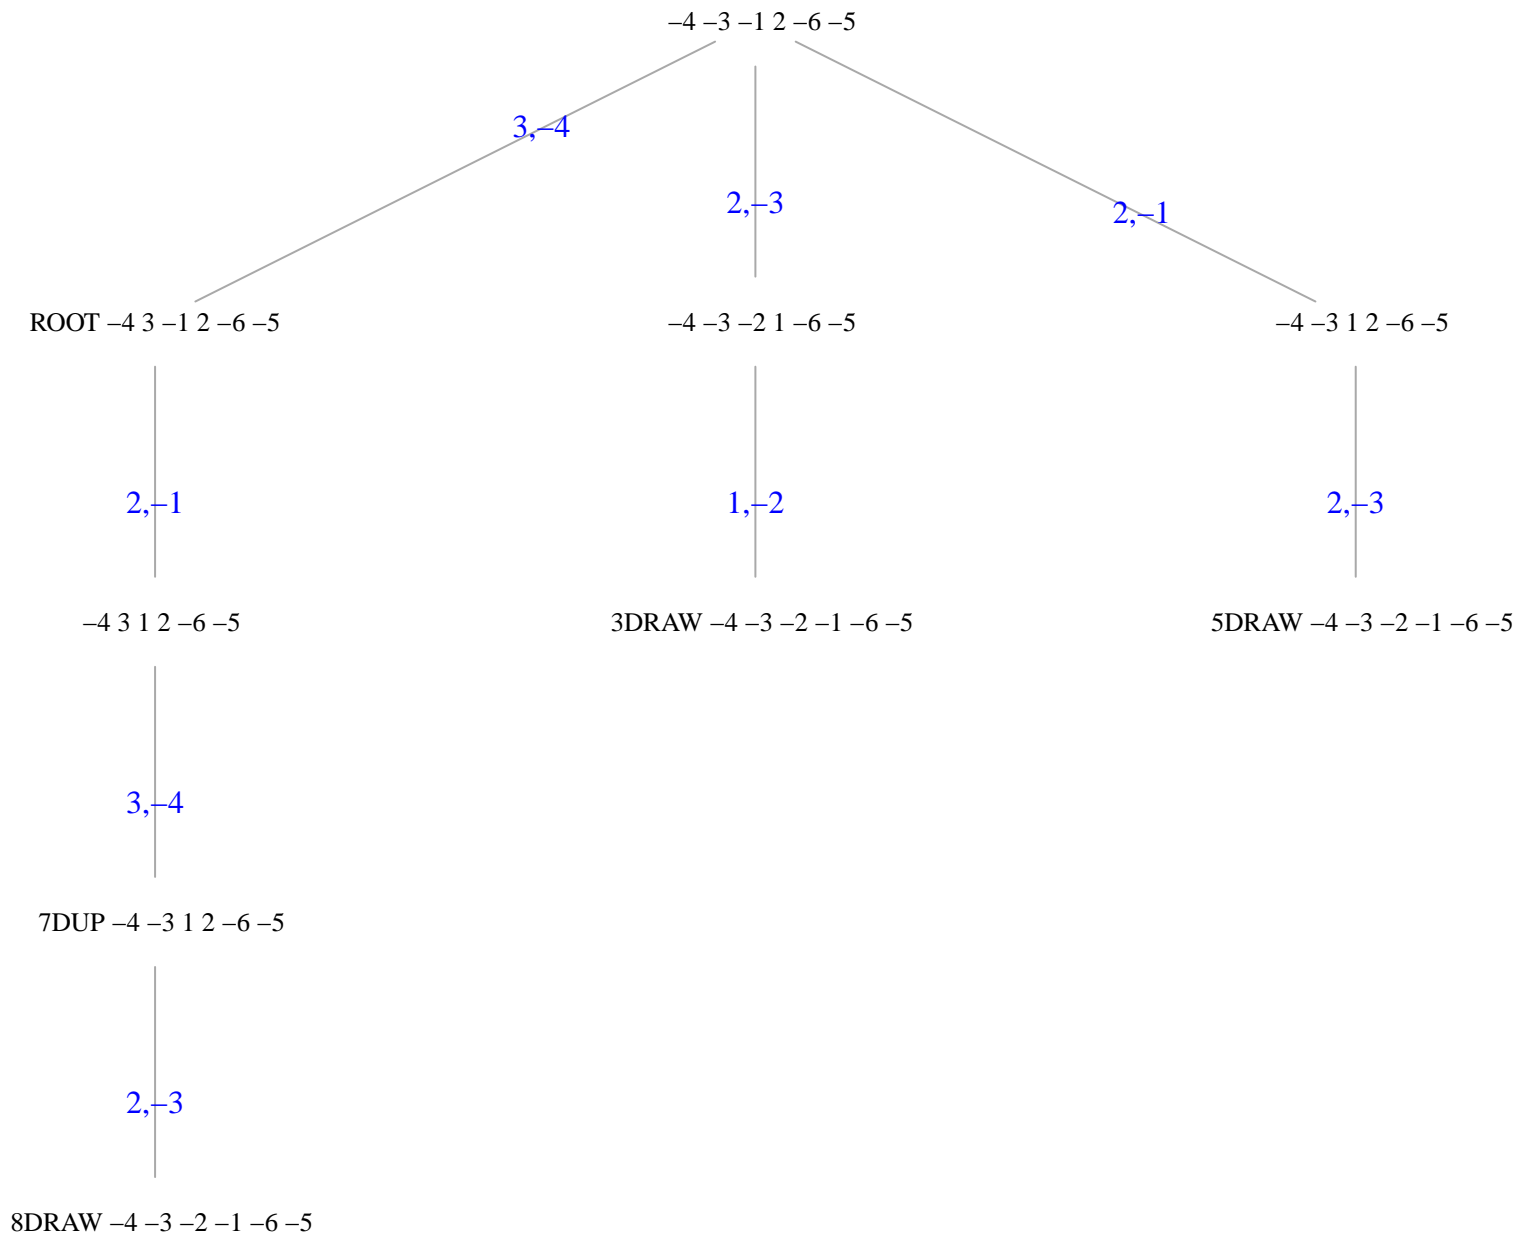 –4 –3 –1 2 –6 –5
3,–4
2,–3
2,–1
ROOT –4 3 –1 2 –6 –5
–4 –3 –2 1 –6 –5
–4 –3 1 2 –6 –5
2,–1
1,–2
2,–3
–4 3 1 2 –6 –5
3DRAW –4 –3 –2 –1 –6 –5
5DRAW –4 –3 –2 –1 –6 –5
3,–4
7DUP –4 –3 1 2 –6 –5
2,–3
8DRAW –4 –3 –2 –1 –6 –5